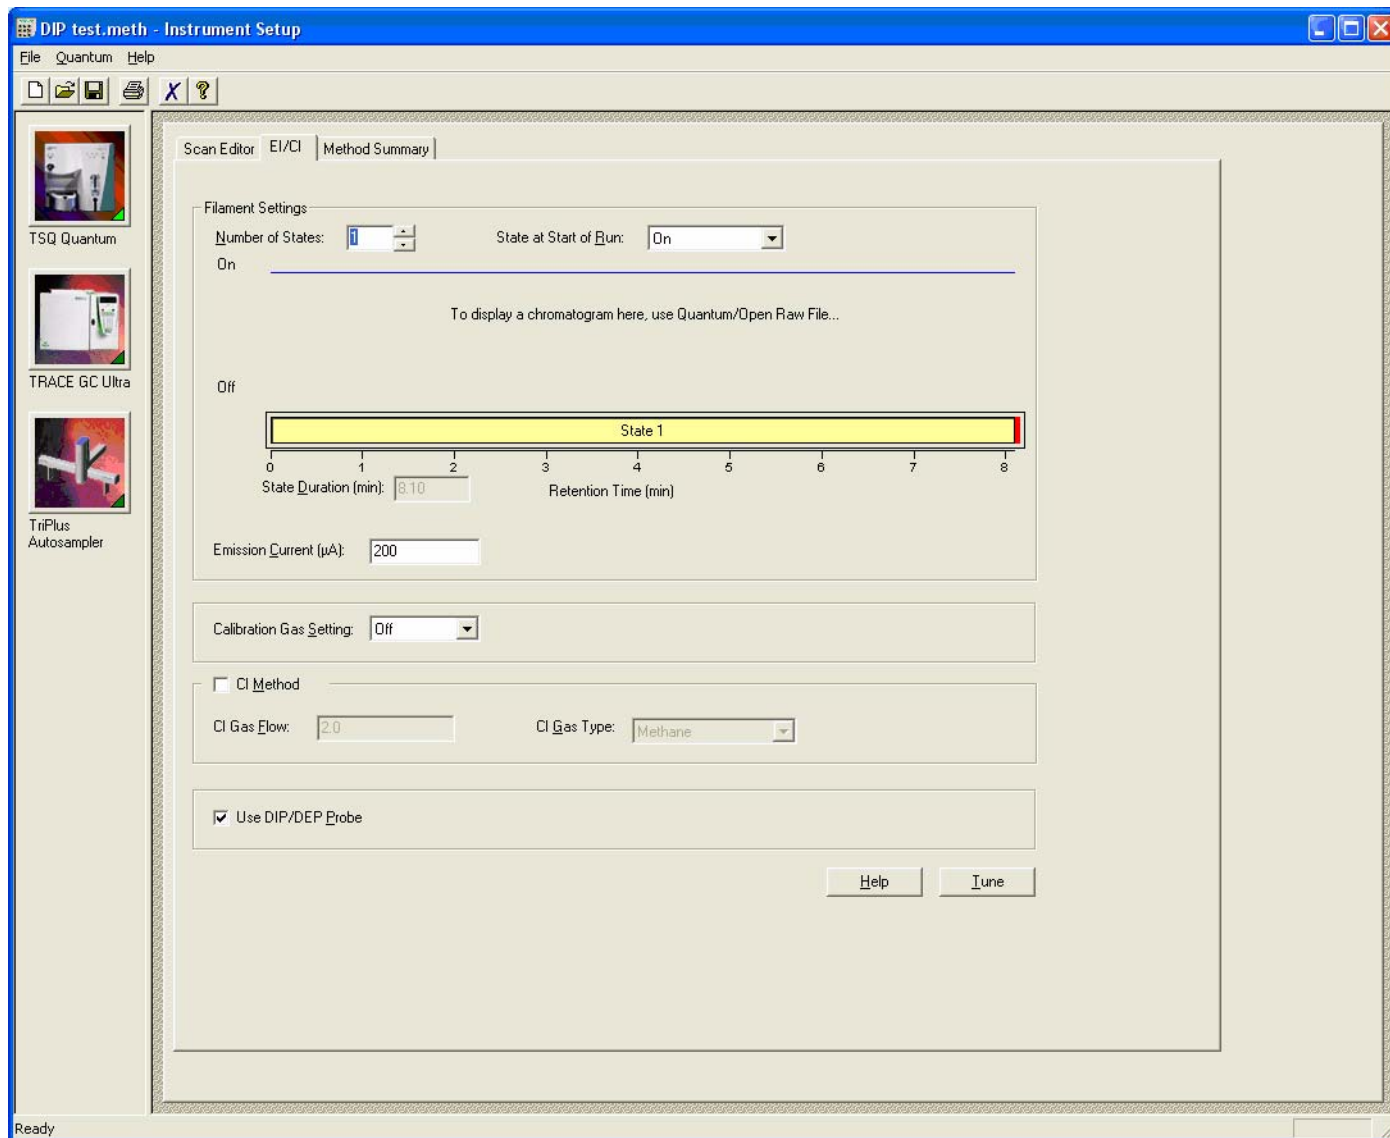 DIP test.meth - Instrument Setup
File Quantum Help
TSQ Quantum
TRACE GC Ultra
TriPlus
Autosampler
Scan Editor EI/CI Method Summary
Filament Settings
Number of States: 1 State at Start of Run: On
On
To display a chromatogram here, use Quantum/Open Raw File...
Off
State 1
0 1 2 3 4 5 6 7 8
State Duration (min): 8.10 Retention Time (min)
Emission Current (µA): 200
Calibration Gas Setting: Off
CI Method
CI Gas Flow: 2.0 CI Gas Type: Methane
Use DIP/DEP Probe
Help Tune
Ready